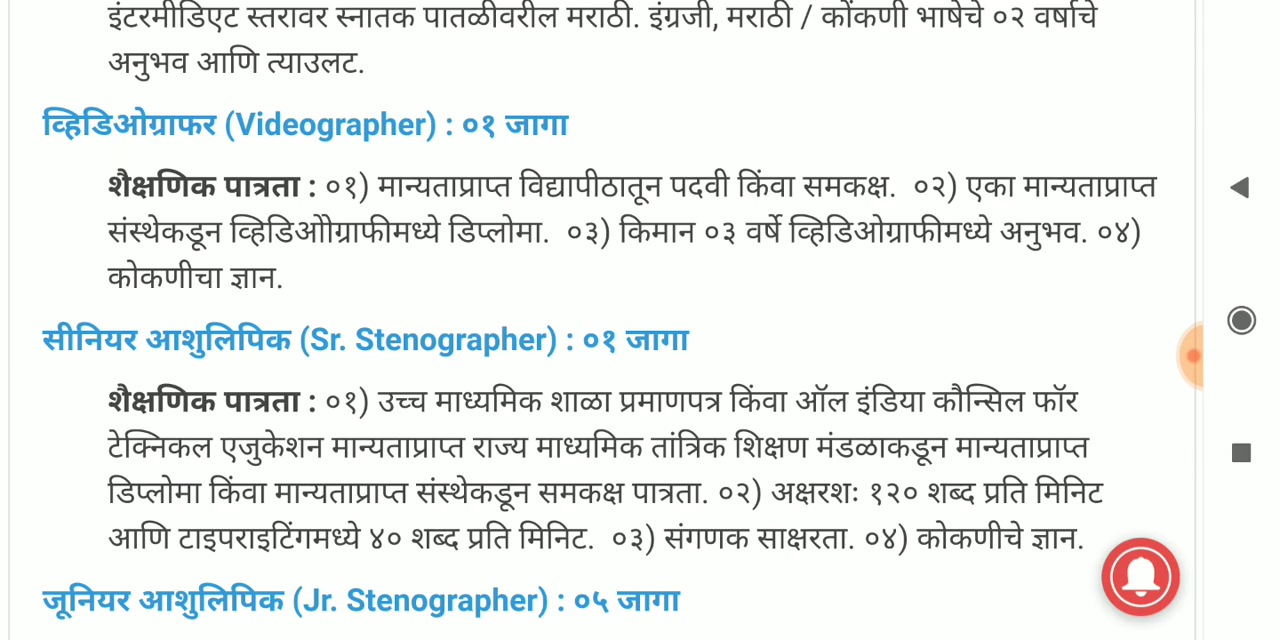 इंटरमीडिएट स्तरावर स्नातक पातळीवरील मराठी. इंग्रजी, मराठी / कोंकणी भाषेचे ०२ वर्षाचे
अनुभव आणि त्याउलट.
व्हिडिओग्राफर (Videographer) : ०१ जागा
शैक्षणिक पात्रता : ०१) मान्यताप्राप्त विद्यापीठातून पदवी किंवा समकक्ष. ०२) एका मान्यताप्राप्त
संस्थेकडून व्हिडिओोग्राफीमध्ये डिप्लोमा. ०३) किमान ०३ वर्षे व्हिडिओग्राफीमध्ये अनुभव. ०४)
कोकणीचा ज्ञान.
सीनियर आशुलिपिक (Sr. Stenographer) : ०१ जागा
शैक्षणिक पात्रता : ०१) उच्च माध्यमिक शाळा प्रमाणपत्र किंवा ऑल इंडिया कौन्सिल फॉर
टेक्निकल एजुकेशन मान्यताप्राप्त राज्य माध्यमिक तांत्रिक शिक्षण मंडळाकडून मान्यताप्राप्त
डिप्लोमा किंवा मान्यताप्राप्त संस्थेकडून समकक्ष पात्रता. ०२) अक्षरशः १२० शब्द प्रति मिनिट
आणि टाइपराइटिंगमध्ये ४० शब्द प्रति मिनिट. ०३) संगणक साक्षरता. ०४) कोकणीचे ज्ञान.
जूनियर आशुलिपिक (Jr. Stenographer) : ०५ जागा